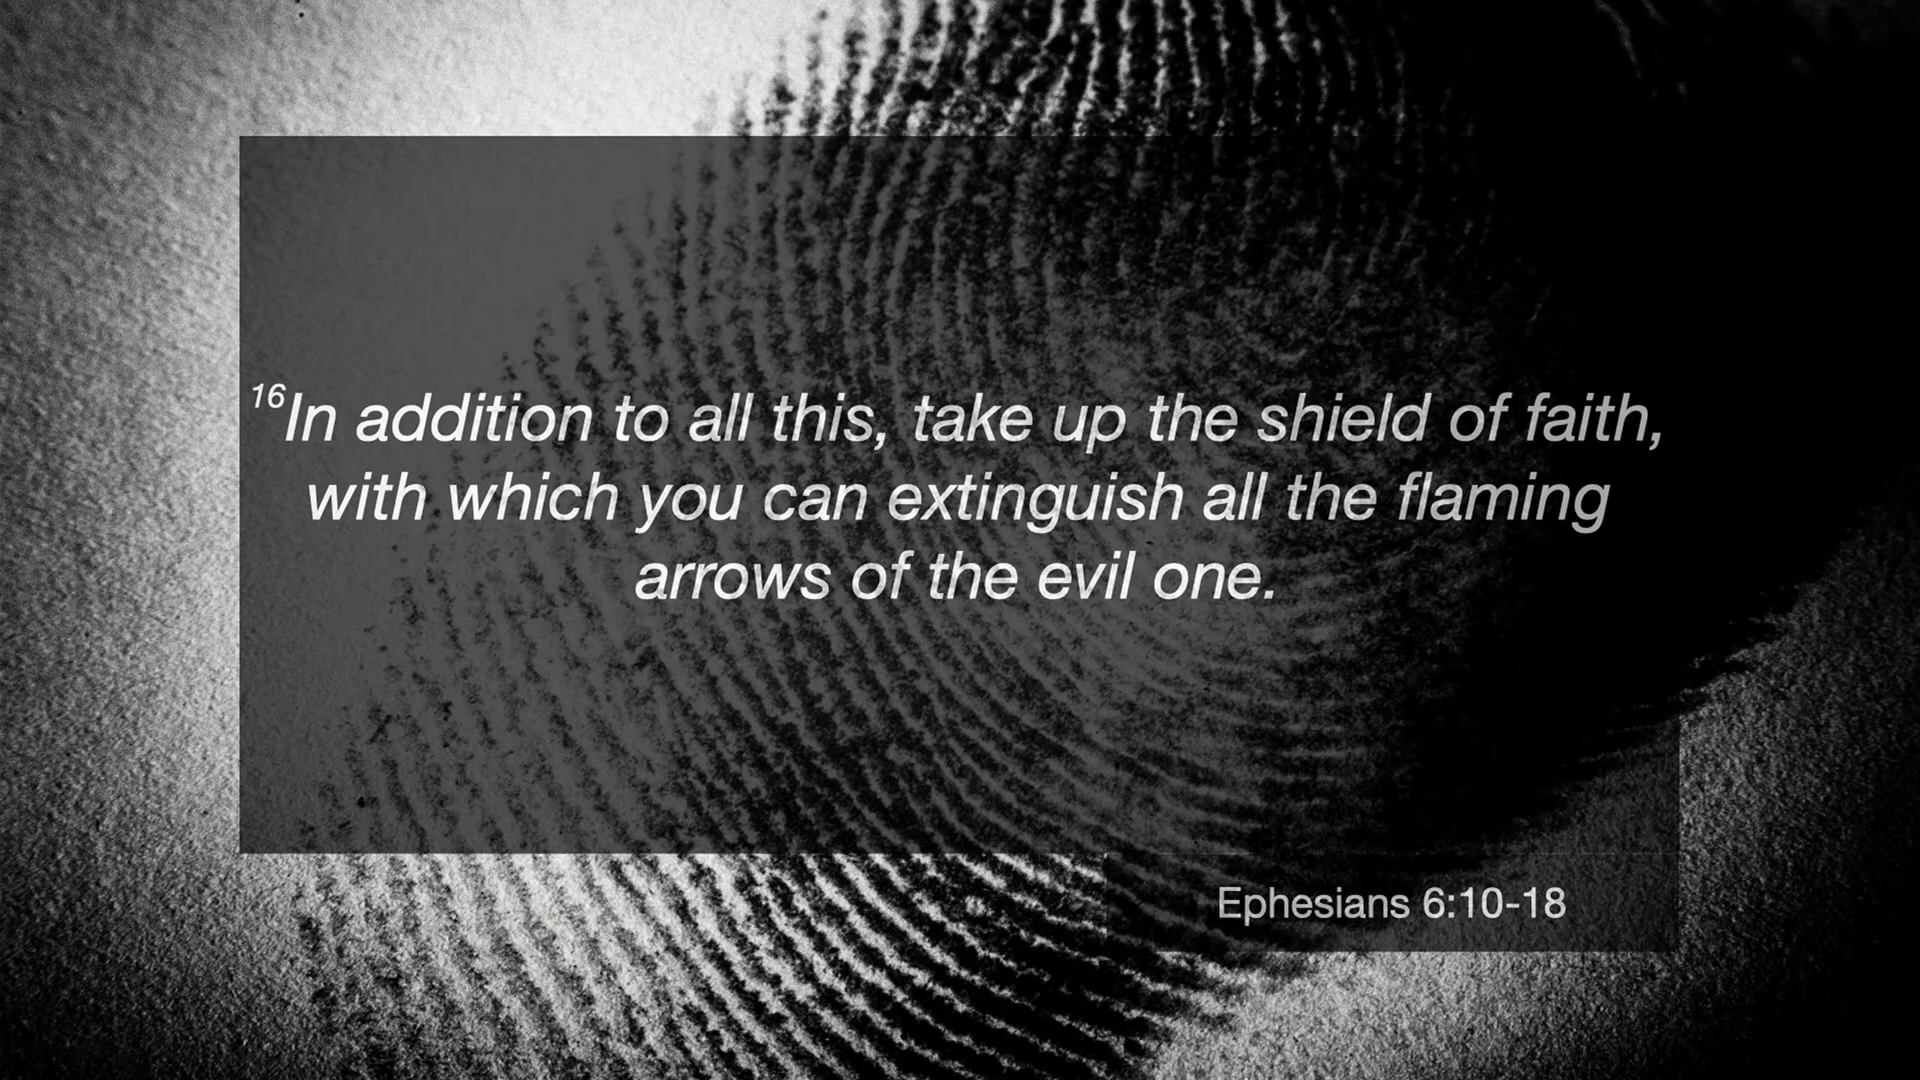 16In addition to all this, take up the shield of faith,
with which you can extinguish all the flaming
arrows of the evil one.
Ephesians 6:10-18